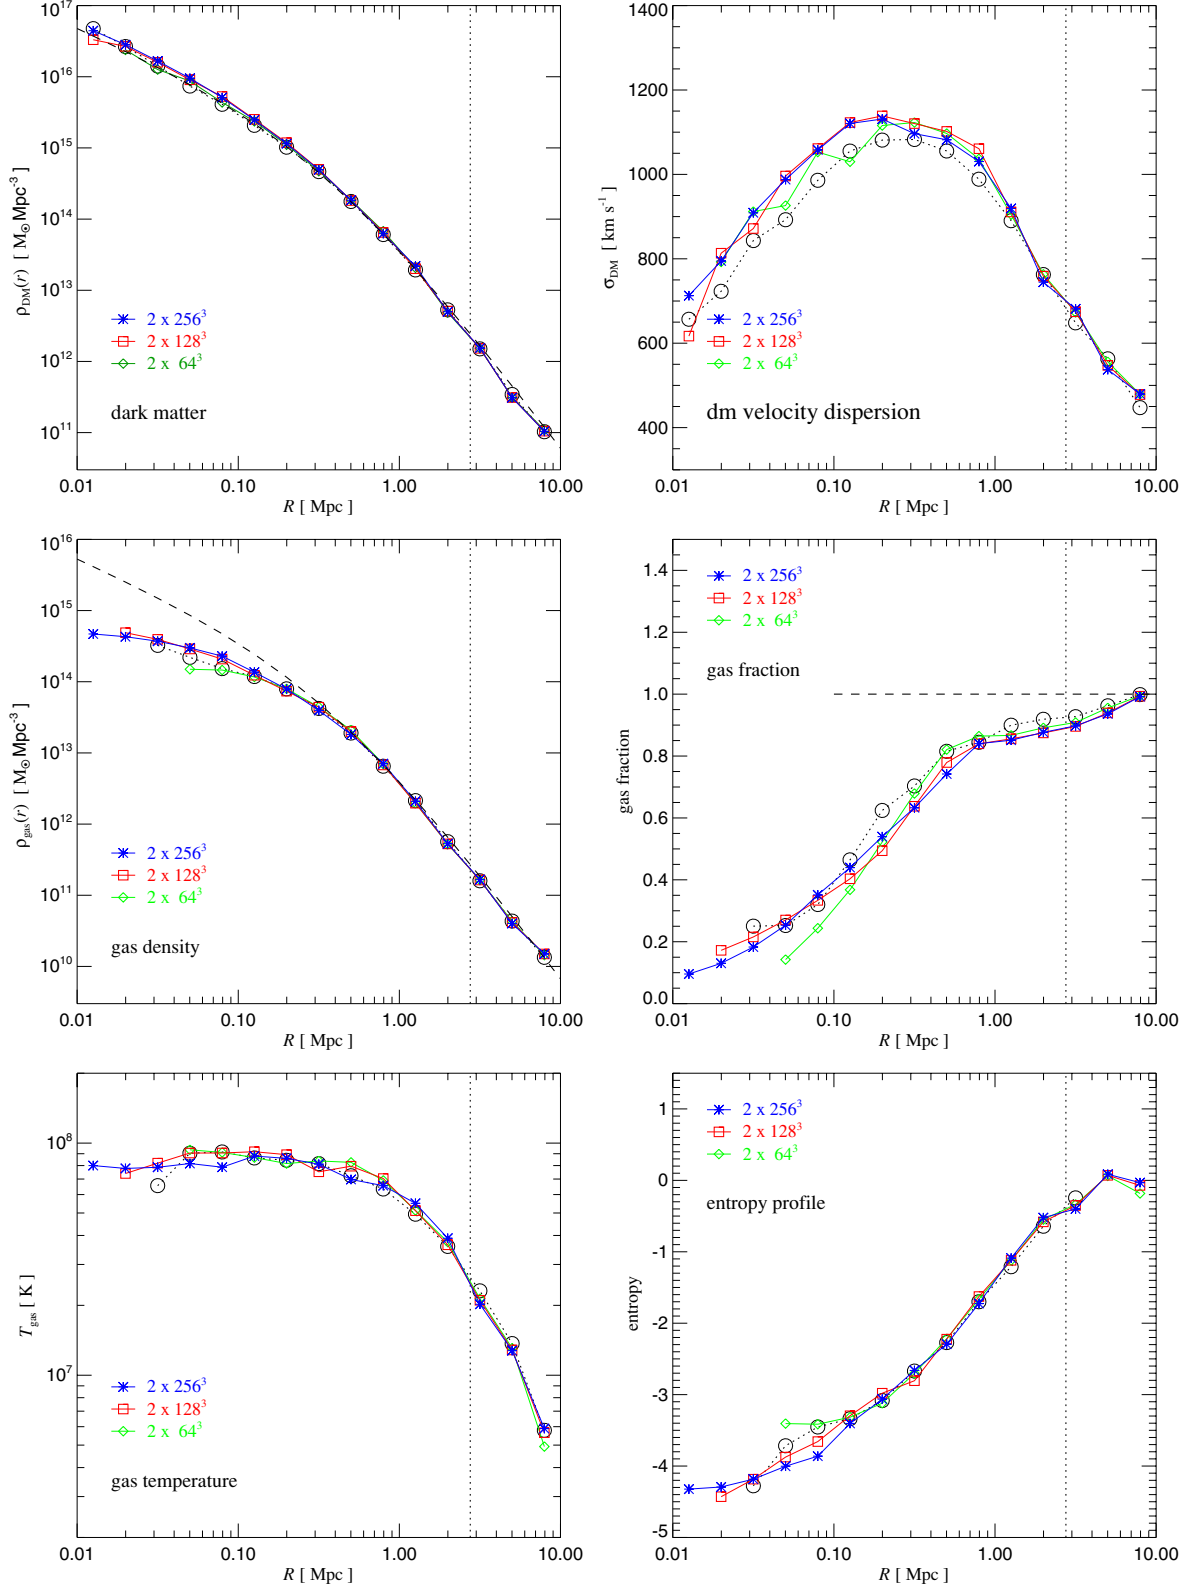 10^17
10^16
10^15
10^14
10^13
10^12
10^11
ρ_DM(r) [ M_⊙ Mpc^-3 ]
2 x 256^3
2 x 128^3
2 x 64^3
dark matter
0.01 0.10 1.00 10.00
R [ Mpc ]
1400
1200
1000
800
600
400
σ_DM [ km s^-1 ]
2 x 256^3
2 x 128^3
2 x 64^3
dm velocity dispersion
0.01 0.10 1.00 10.00
R [ Mpc ]
10^16
10^15
10^14
10^13
10^12
10^11
10^10
ρ_gas(r) [ M_⊙ Mpc^-3 ]
2 x 256^3
2 x 128^3
2 x 64^3
gas density
0.01 0.10 1.00 10.00
R [ Mpc ]
1.4
1.2
1.0
0.8
0.6
0.4
0.2
0.0
gas fraction
2 x 256^3
2 x 128^3
2 x 64^3
gas fraction
0.01 0.10 1.00 10.00
R [ Mpc ]
10^8
10^7
T_gas [ K ]
2 x 256^3
2 x 128^3
2 x 64^3
gas temperature
0.01 0.10 1.00 10.00
R [ Mpc ]
1
0
-1
-2
-3
-4
-5
entropy
2 x 256^3
2 x 128^3
2 x 64^3
entropy profile
0.01 0.10 1.00 10.00
R [ Mpc ]